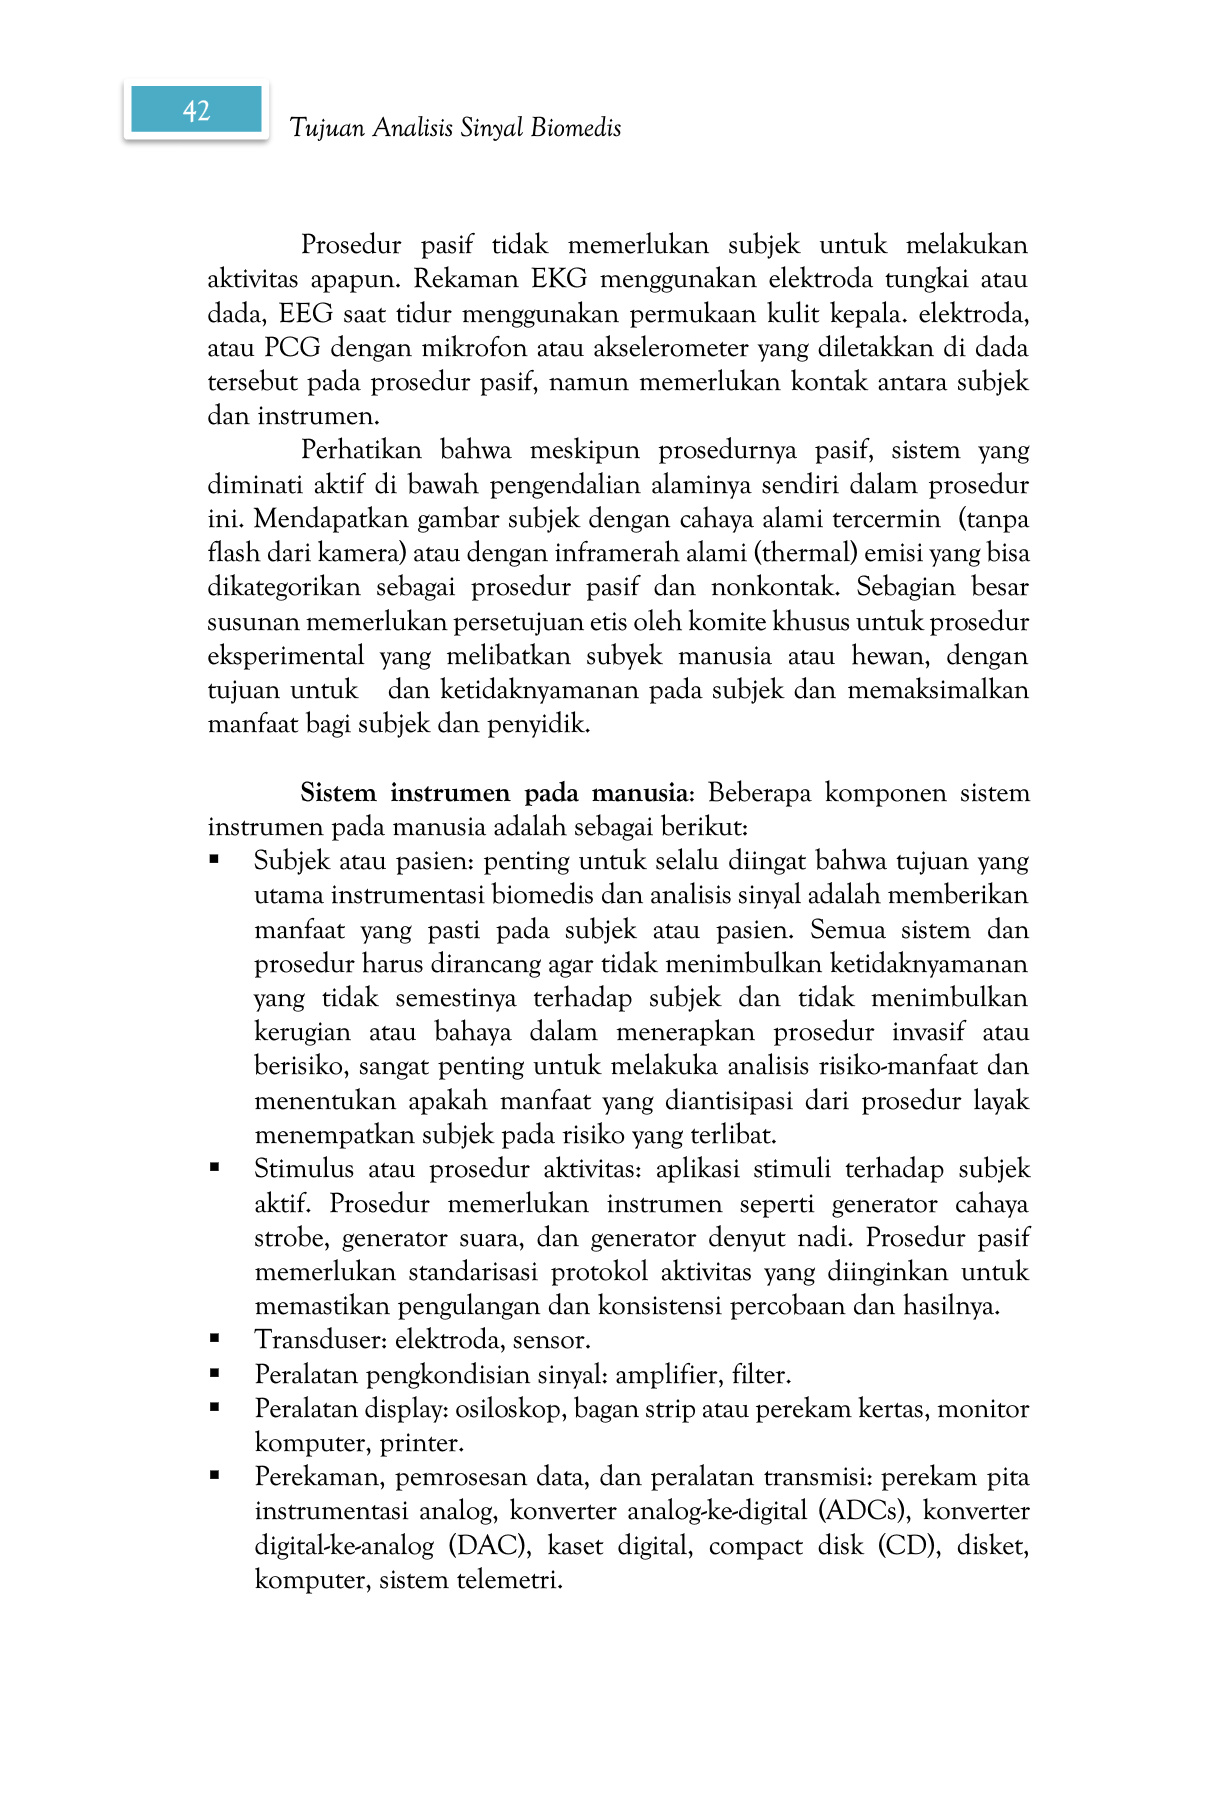 42
Tujuan Analisis Sinyal Biomedis
Prosedur pasif tidak memerlukan subjek untuk melakukan
aktivitas apapun. Rekaman EKG menggunakan elektroda tungkai atau
dada, EEG saat tidur menggunakan permukaan kulit kepala. elektroda,
atau PCG dengan mikrofon atau akselerometer yang diletakkan di dada
tersebut pada prosedur pasif, namun memerlukan kontak antara subjek
dan instrumen.
Perhatikan bahwa meskipun prosedurnya pasif, sistem yang
diminati aktif di bawah pengendalian alaminya sendiri dalam prosedur
ini. Mendapatkan gambar subjek dengan cahaya alami tercermin (tanpa
flash dari kamera) atau dengan inframerah alami (thermal) emisi yang bisa
dikategorikan sebagai prosedur pasif dan nonkontak. Sebagian besar
susunan memerlukan persetujuan etis oleh komite khusus untuk prosedur
eksperimental yang melibatkan subyek manusia atau hewan, dengan
tujuan untuk dan ketidaknyamanan pada subjek dan memaksimalkan
manfaat bagi subjek dan penyidik.
Sistem instrumen pada manusia: Beberapa komponen sistem
instrumen pada manusia adalah sebagai berikut:
▪ Subjek atau pasien: penting untuk selalu diingat bahwa tujuan yang
utama instrumentasi biomedis dan analisis sinyal adalah memberikan
manfaat yang pasti pada subjek atau pasien. Semua sistem dan
prosedur harus dirancang agar tidak menimbulkan ketidaknyamanan
yang tidak semestinya terhadap subjek dan tidak menimbulkan
kerugian atau bahaya dalam menerapkan prosedur invasif atau
berisiko, sangat penting untuk melakuka analisis risiko-manfaat dan
menentukan apakah manfaat yang diantisipasi dari prosedur layak
menempatkan subjek pada risiko yang terlibat.
▪ Stimulus atau prosedur aktivitas: aplikasi stimuli terhadap subjek
aktif. Prosedur memerlukan instrumen seperti generator cahaya
strobe, generator suara, dan generator denyut nadi. Prosedur pasif
memerlukan standarisasi protokol aktivitas yang diinginkan untuk
memastikan pengulangan dan konsistensi percobaan dan hasilnya.
▪ Transduser: elektroda, sensor.
▪ Peralatan pengkondisian sinyal: amplifier, filter.
▪ Peralatan display: osiloskop, bagan strip atau perekam kertas, monitor
komputer, printer.
▪ Perekaman, pemrosesan data, dan peralatan transmisi: perekam pita
instrumentasi analog, konverter analog-ke-digital (ADCs), konverter
digital-ke-analog (DAC), kaset digital, compact disk (CD), disket,
komputer, sistem telemetri.